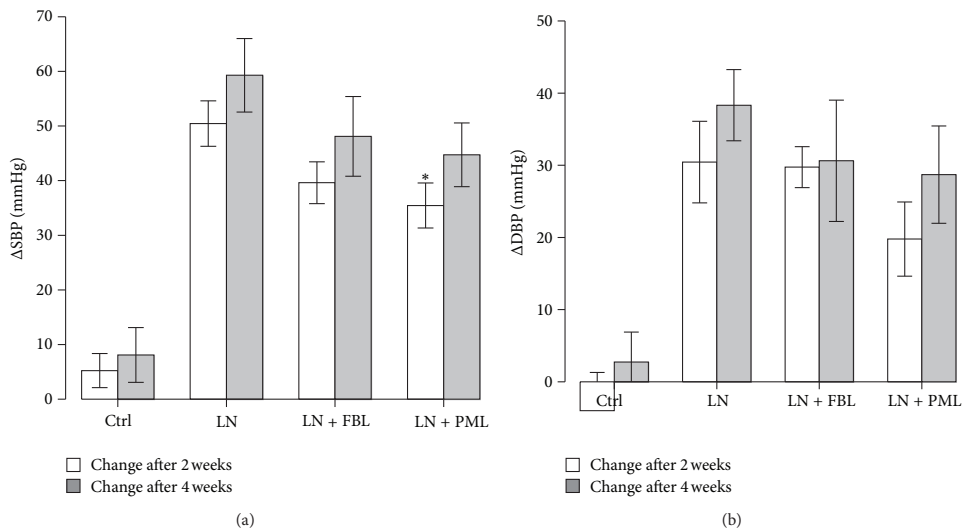 70
60
50
40
30
20
10
0
ΔSBP (mmHg)
*
Ctrl LN LN + FBL LN + PML
Change after 2 weeks
Change after 4 weeks
(a)
50
40
30
20
10
0
ΔDBP (mmHg)
Ctrl LN LN + FBL LN + PML
Change after 2 weeks
Change after 4 weeks
(b)